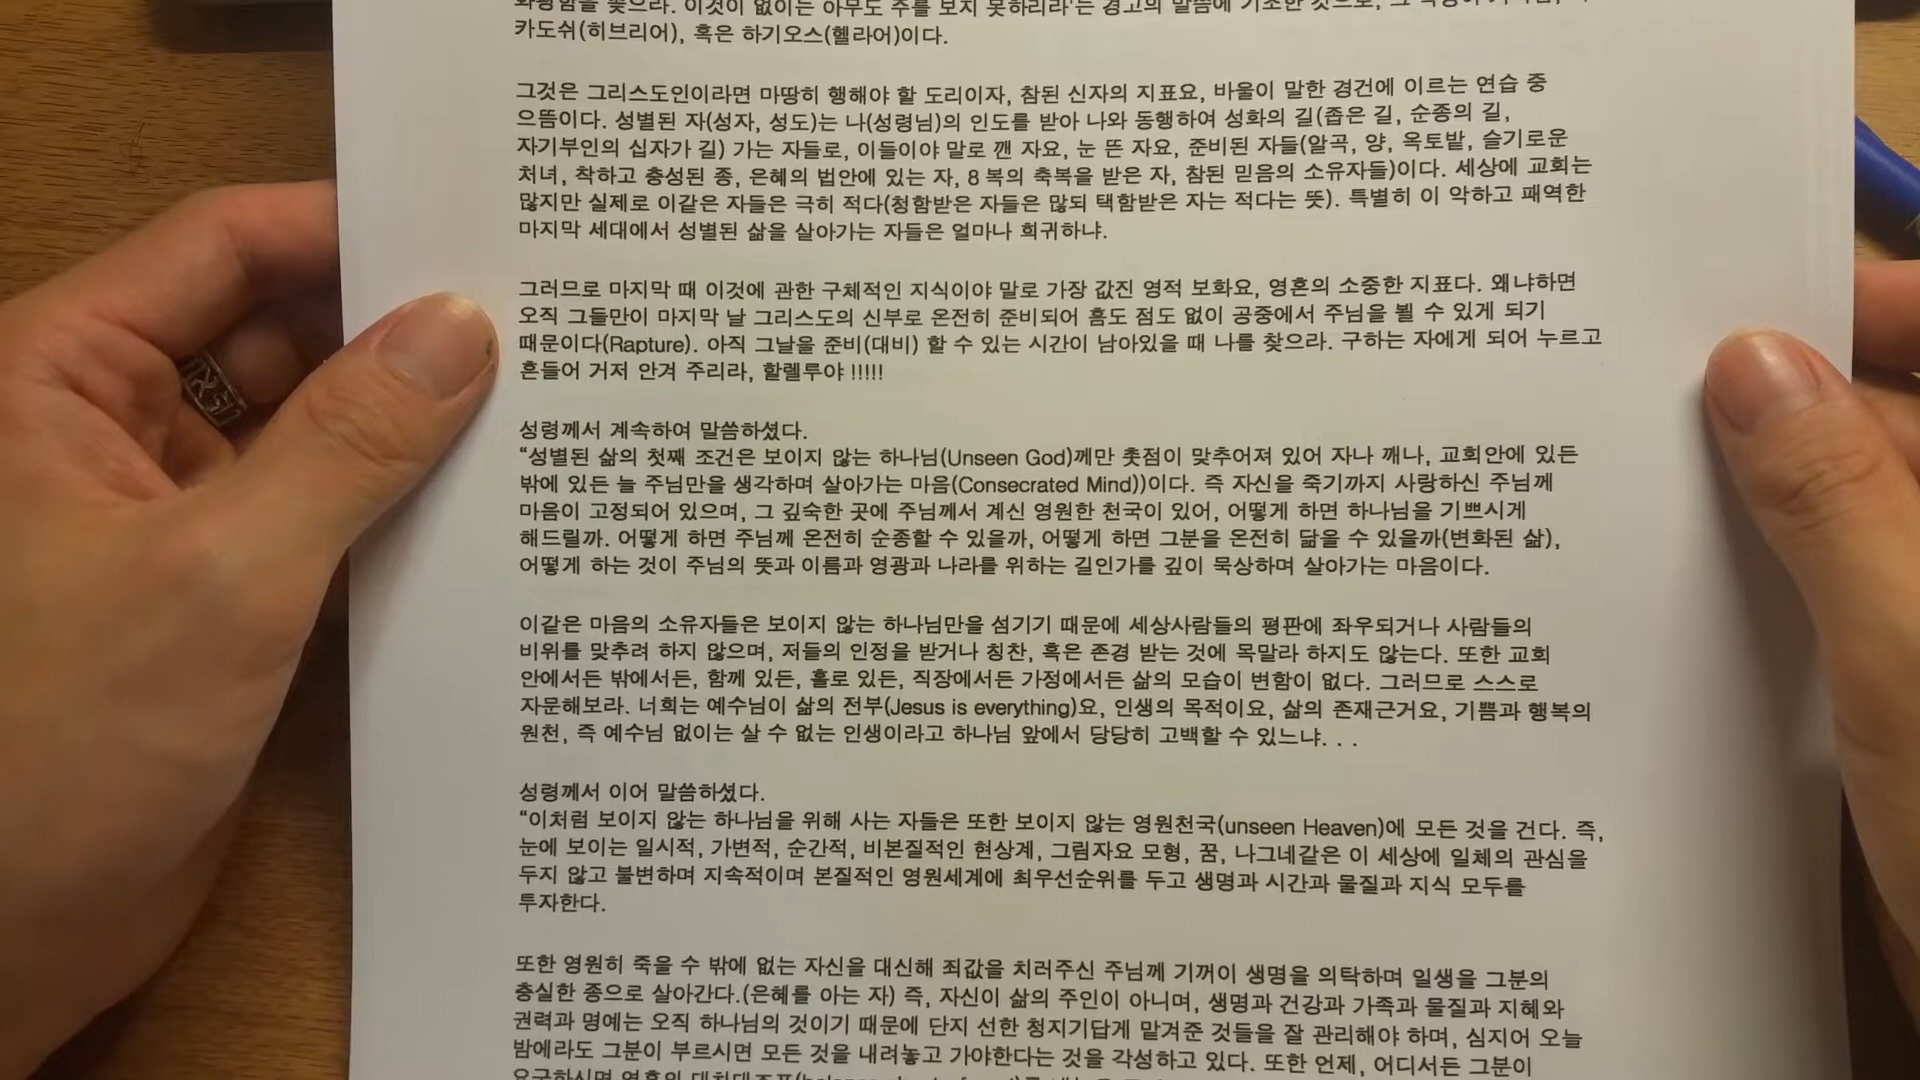 화평함을 쫓으라. 이것이 없이는 아무도 주를 보지 못하리라'는 경고의 말씀에 기초한 것으로, 그
카도쉬(히브리어), 혹은 하기오스(헬라어)이다.
그것은 그리스도인이라면 마땅히 행해야 할 도리이자, 참된 신자의 지표요, 바울이 말한 경건에 이르는 연습 중
으뜸이다. 성별된 자(성자, 성도)는 나(성령님)의 인도를 받아 나와 동행하여 성화의 길(좁은 길, 순종의 길,
자기부인의 십자가 길) 가는 자들로, 이들이야 말로 깬 자요, 눈 뜬 자요, 준비된 자들(알곡, 양, 옥토밭, 슬기로운
처녀, 착하고 충성된 종, 은혜의 법안에 있는 자, 8 복의 축복을 받은 자, 참된 믿음의 소유자들)이다. 세상에 교회는
많지만 실제로 이같은 자들은 극히 적다(청함받은 자들은 많되 택함받은 자는 적다는 뜻). 특별히 이 악하고 패역한
마지막 세대에서 성별된 삶을 살아가는 자들은 얼마나 희귀하냐.
그러므로 마지막 때 이것에 관한 구체적인 지식이야 말로 가장 값진 영적 보화요, 영혼의 소중한 지표다. 왜냐하면
오직 그들만이 마지막 날 그리스도의 신부로 온전히 준비되어 흠도 점도 없이 공중에서 주님을 뵐 수 있게 되기
때문이다(Rapture). 아직 그날을 준비(대비) 할 수 있는 시간이 남아있을 때 나를 찾으라. 구하는 자에게 되어 누르고
흔들어 거저 안겨 주리라, 할렐루야 !!!!!
성령께서 계속하여 말씀하셨다.
“성별된 삶의 첫째 조건은 보이지 않는 하나님(Unseen God)께만 촛점이 맞추어져 있어 자나 깨나, 교회안에 있든
밖에 있든 늘 주님만을 생각하며 살아가는 마음(Consecrated Mind))이다. 즉 자신을 죽기까지 사랑하신 주님께
마음이 고정되어 있으며, 그 깊숙한 곳에 주님께서 계신 영원한 천국이 있어, 어떻게 하면 하나님을 기쁘시게
해드릴까. 어떻게 하면 주님께 온전히 순종할 수 있을까, 어떻게 하면 그분을 온전히 닮을 수 있을까(변화된 삶),
어떻게 하는 것이 주님의 뜻과 이름과 영광과 나라를 위하는 길인가를 깊이 묵상하며 살아가는 마음이다.
이같은 마음의 소유자들은 보이지 않는 하나님만을 섬기기 때문에 세상사람들의 평판에 좌우되거나 사람들의
비위를 맞추려 하지 않으며, 저들의 인정을 받거나 칭찬, 혹은 존경 받는 것에 목말라 하지도 않는다. 또한 교회
안에서든 밖에서든, 함께 있든, 홀로 있든, 직장에서든 가정에서든 삶의 모습이 변함이 없다. 그러므로 스스로
자문해보라. 너희는 예수님이 삶의 전부(Jesus is everything)요, 인생의 목적이요, 삶의 존재근거요, 기쁨과 행복의
원천, 즉 예수님 없이는 살 수 없는 인생이라고 하나님 앞에서 당당히 고백할 수 있느냐. . .
성령께서 이어 말씀하셨다.
“이처럼 보이지 않는 하나님을 위해 사는 자들은 또한 보이지 않는 영원천국(unseen Heaven)에 모든 것을 건다. 즉,
눈에 보이는 일시적, 가변적, 순간적, 비본질적인 현상계, 그림자요 모형, 꿈, 나그네같은 이 세상에 일체의 관심을
두지 않고 불변하며 지속적이며 본질적인 영원세계에 최우선순위를 두고 생명과 시간과 물질과 지식 모두를
투자한다.
또한 영원히 죽을 수 밖에 없는 자신을 대신해 죄값을 치러주신 주님께 기꺼이 생명을 의탁하며 일생을 그분의
충실한 종으로 살아간다.(은혜를 아는 자) 즉, 자신이 삶의 주인이 아니며, 생명과 건강과 가족과 물질과 지혜와
권력과 명예는 오직 하나님의 것이기 때문에 단지 선한 청지기답게 맡겨준 것들을 잘 관리해야 하며, 심지어 오늘
밤에라도 그분이 부르시면 모든 것을 내려놓고 가야한다는 것을 각성하고 있다. 또한 언제, 어디서든 그분이
요구하시면 영혼의